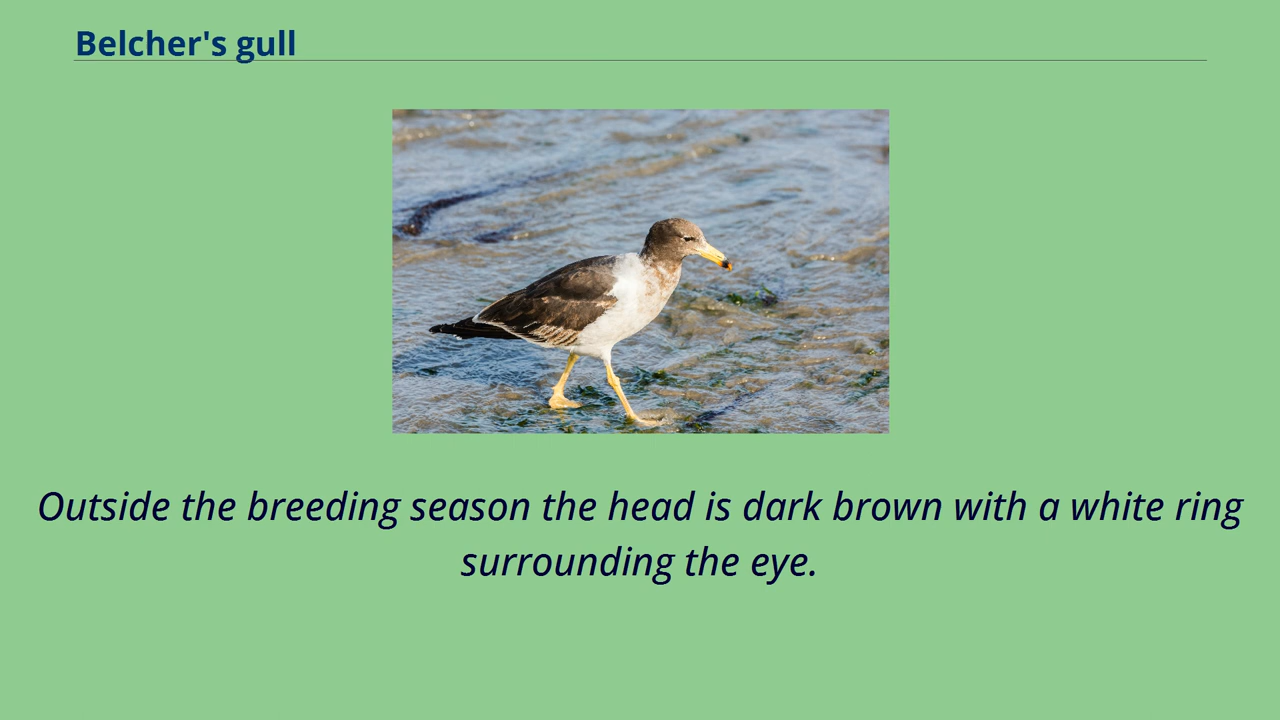 Belcher's gull
Outside the breeding season the head is dark brown with a white ring
surrounding the eye.